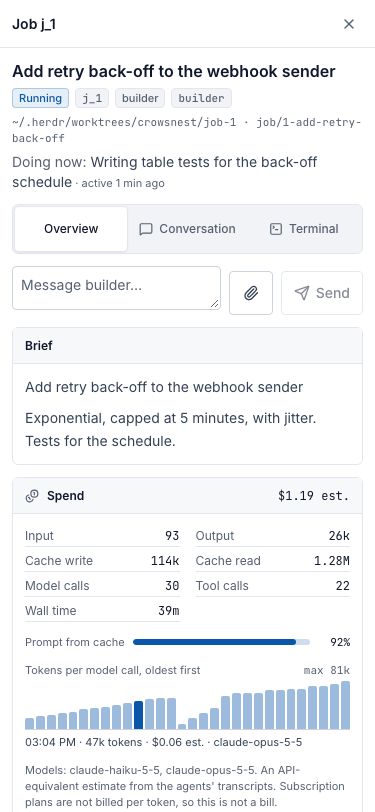 Job j_1
Add retry back-off to the webhook sender
Running j_1 builder builder
~/.herdr/worktrees/crowsnest/job-1 · job/1-add-retry-
back-off
Doing now: Writing table tests for the back-off
schedule · active 1 min ago
Overview Conversation Terminal
Message builder...
Send
Brief
Add retry back-off to the webhook sender
Exponential, capped at 5 minutes, with jitter.
Tests for the schedule.
Spend $1.19 est.
Input 93 Output 26k
Cache write 114k Cache read 1.28M
Model calls 30 Tool calls 22
Wall time 39m
Prompt from cache 92%
Tokens per model call, oldest first max 81k
03:04 PM · 47k tokens · $0.06 est. · claude-opus-5-5
Models: claude-haiku-5-5, claude-opus-5-5. An API-
equivalent estimate from the agents' transcripts. Subscription
plans are not billed per token, so this is not a bill.